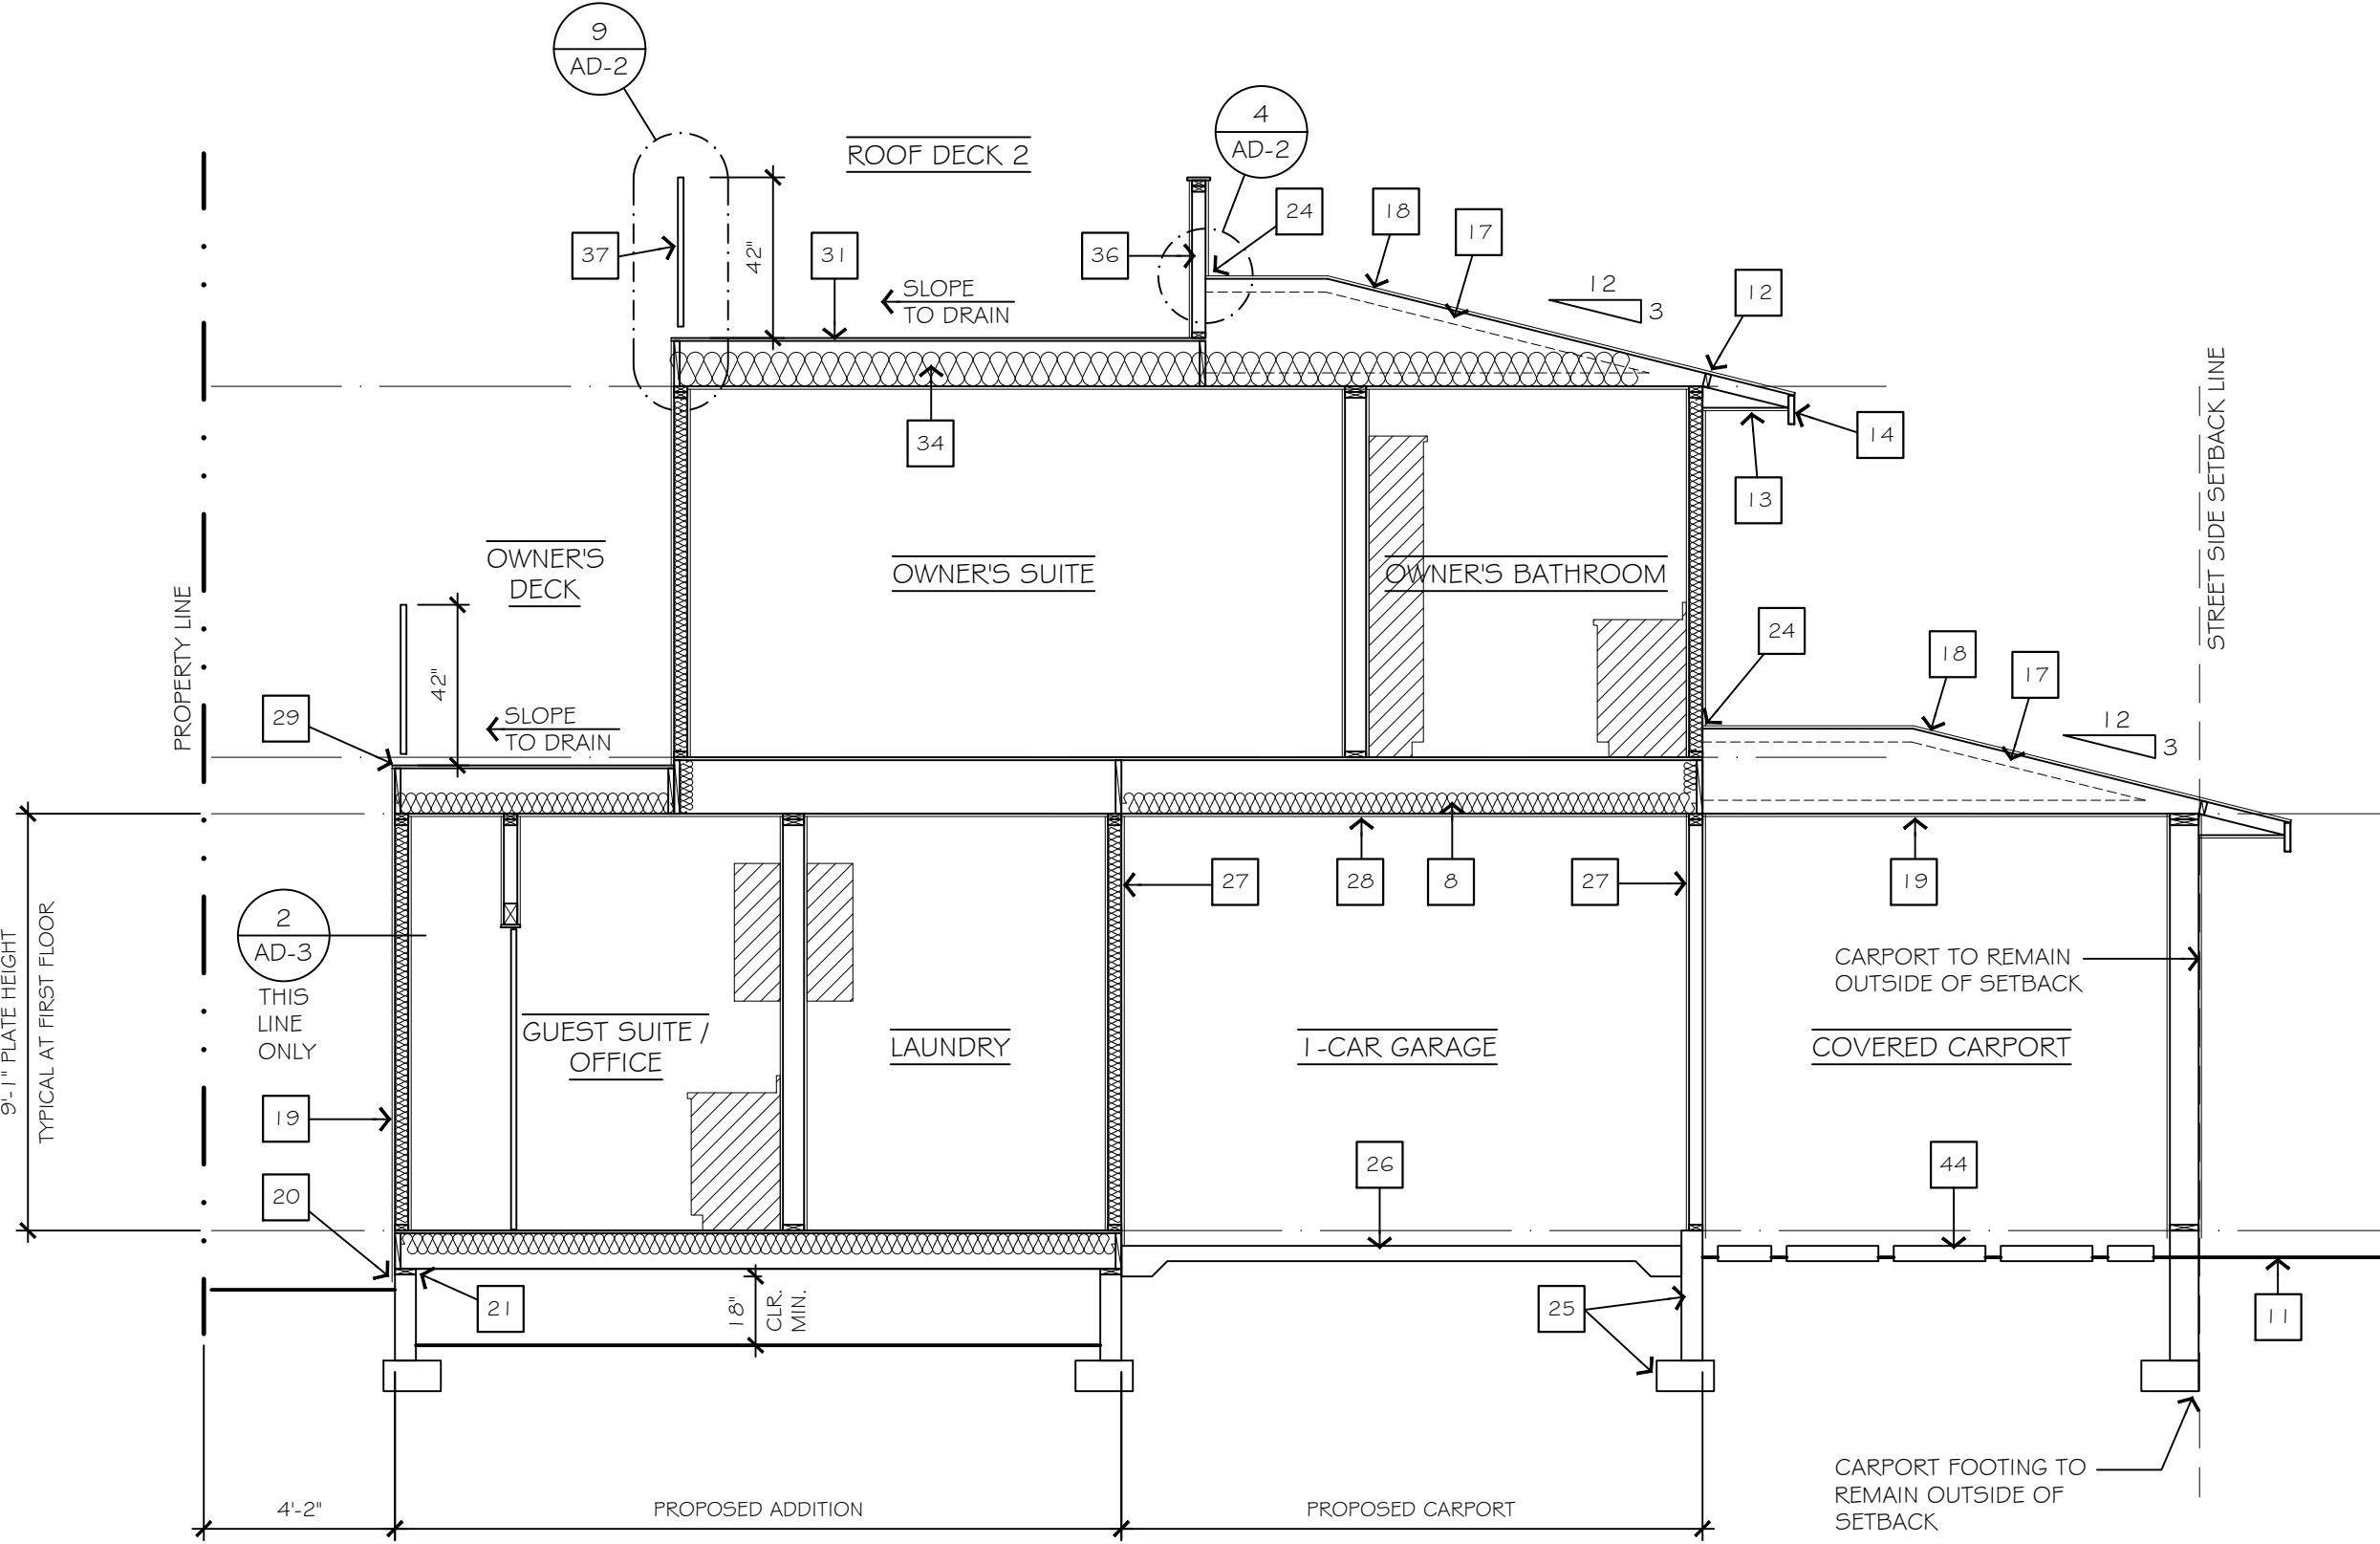 9
AD-2
ROOF DECK 2
4
AD-2
24
18
17
37
42"
31
36
SLOPE
TO DRAIN
12
3
12
34
14
13
STREET SIDE SETBACK LINE
OWNER'S
DECK
OWNER'S SUITE
OWNER'S BATHROOM
PROPERTY LINE
42"
29
SLOPE
TO DRAIN
24
18
17
12
3
9'-1" PLATE HEIGHT
TYPICAL AT FIRST FLOOR
2
AD-3
THIS
LINE
ONLY
27
28
8
27
19
CARPORT TO REMAIN
OUTSIDE OF SETBACK
GUEST SUITE /
OFFICE
LAUNDRY
1-CAR GARAGE
COVERED CARPORT
19
20
26
44
21
18"
CLR.
MIN.
25
11
CARPORT FOOTING TO
REMAIN OUTSIDE OF
SETBACK
4'-2"
PROPOSED ADDITION
PROPOSED CARPORT